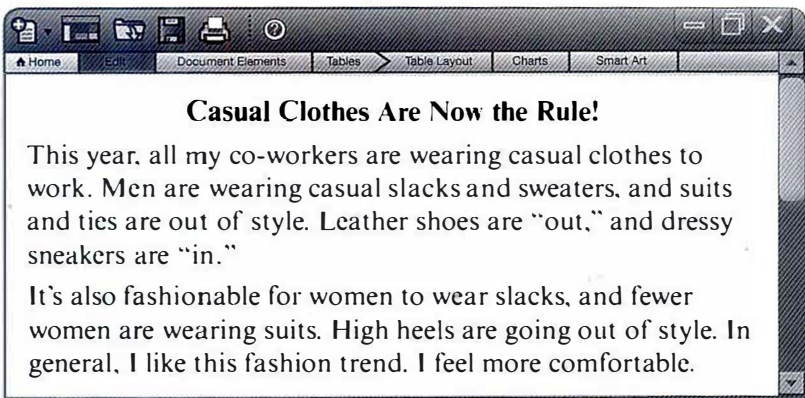 Home Edit Document Elements Tables Table Layout Charts Smart Art
Casual Clothes Are Now the Rule!
This year, all my co-workers are wearing casual clothes to
work. Men are wearing casual slacks and sweaters, and suits
and ties are out of style. Leather shoes are “out,” and dressy
sneakers are “in.”
It's also fashionable for women to wear slacks, and fewer
women are wearing suits. High heels are going out of style. In
general, I like this fashion trend. I feel more comfortable.